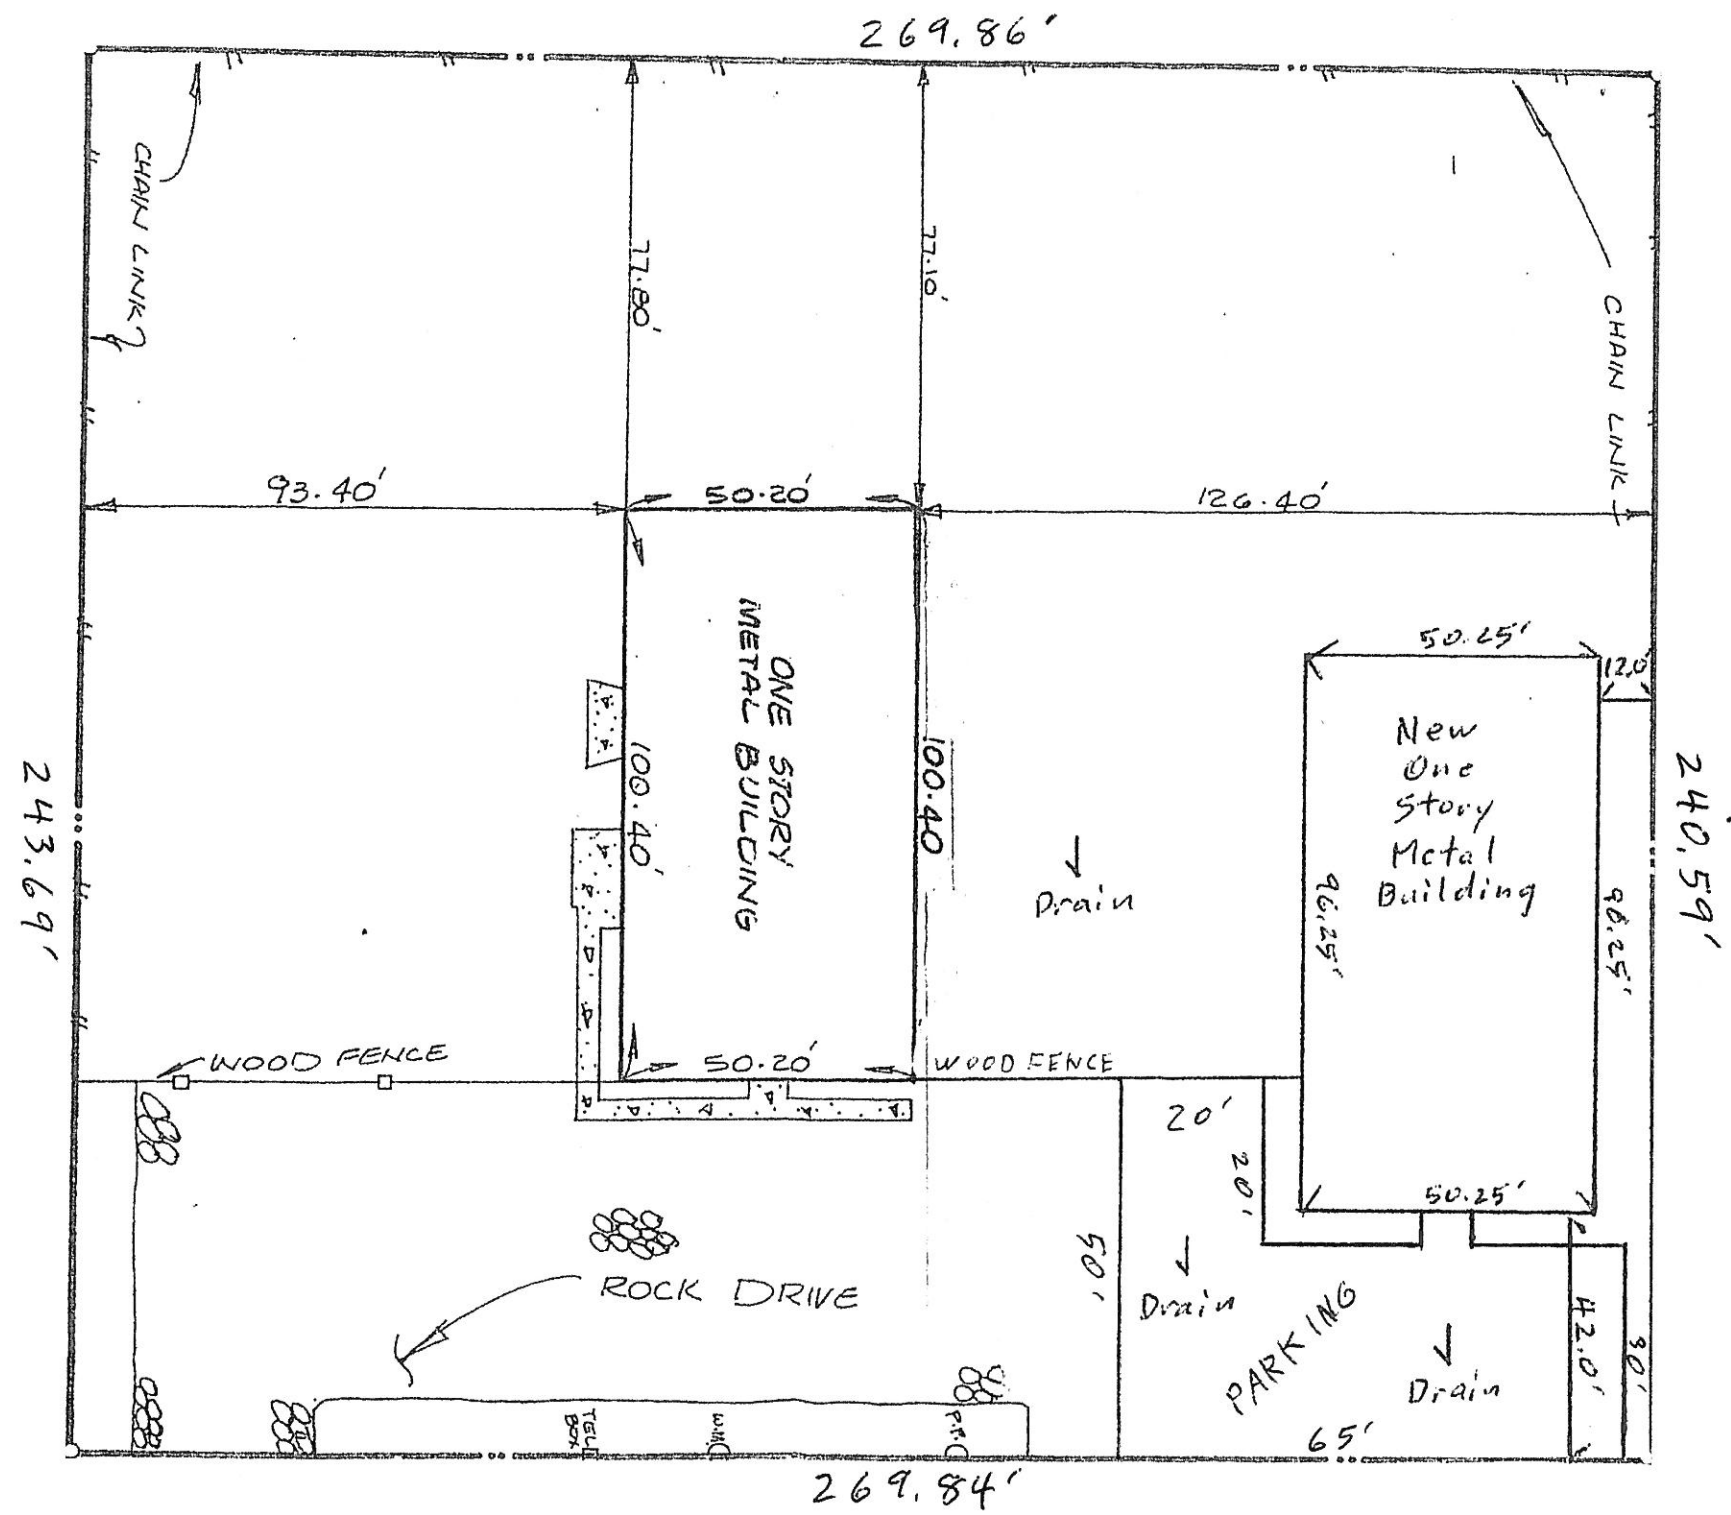 269.86'
CHAIN LINK
77.80'
77.10'
CHAIN LINK
93.40'
50.20'
126.40'
50.25'
12.0'
ONE STORY
METAL BUILDING
New
One
Story
Metal
Building
100.40'
100.40
96.25'
96.25'
243.69'
240.59'
Drain
WOOD FENCE
50.20'
WOOD FENCE
20'
20'
50.25'
50'
Drain
ROCK DRIVE
PARKING
42.0'
Drain
TEL
BOX
W.M.
P.P.
65'
269.84'